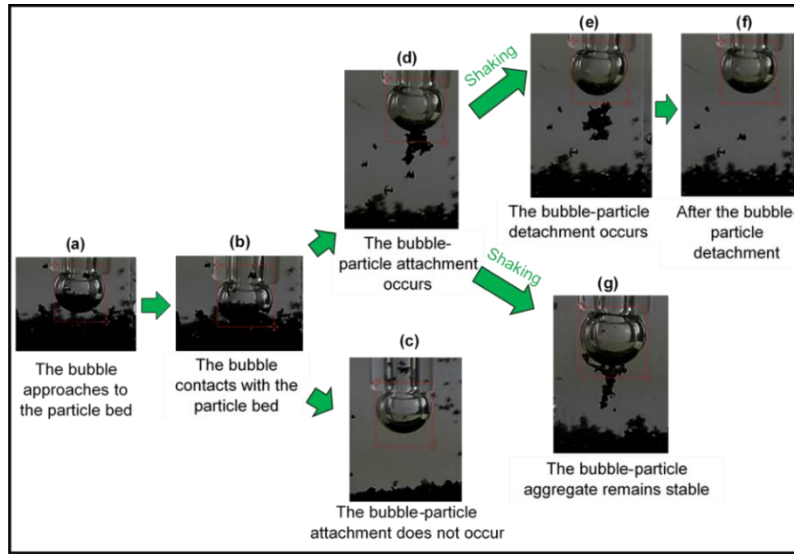 (a)
The bubble
approaches to
the particle bed
(b)
The bubble
contacts with the
particle bed
(c)
The bubble-particle
attachment does not occur
(d)
The bubble-
particle attachment
occurs
Shaking
(e)
The bubble-particle
detachment occurs
(f)
After the bubble-
particle
detachment
Shaking
(g)
The bubble-particle
aggregate remains stable